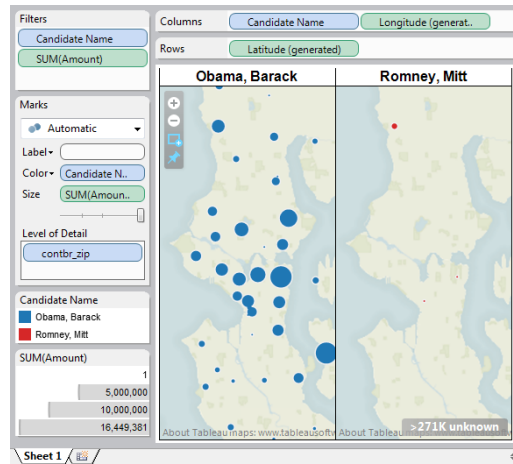 Filters
Candidate Name
SUM(Amount)
Marks
Automatic
Label
Color Candidate N..
Size SUM(Amoun..
Level of Detail
contbr_zip
Candidate Name
Obama, Barack
Romney, Mitt
SUM(Amount)
1
5,000,000
10,000,000
16,449,381
Columns Candidate Name Longitude (generat..
Rows Latitude (generated)
Obama, Barack Romney, Mitt
About Tableau maps: www.tableausoftw About Tableau maps:
>271K unknown
Sheet 1